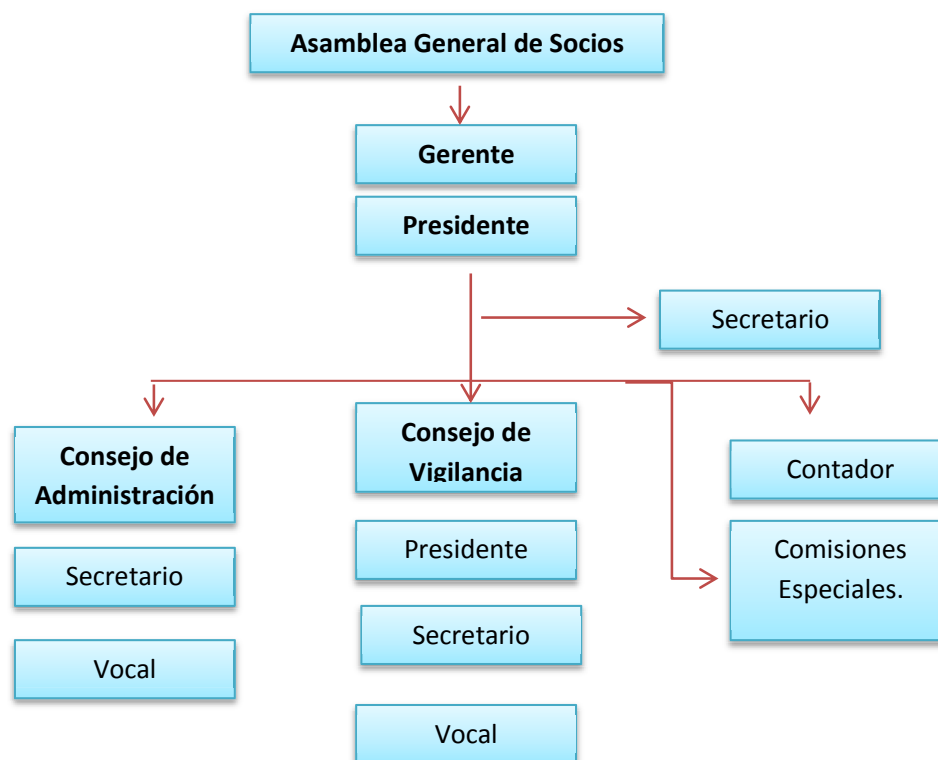 Asamblea General de Socios
Gerente
Presidente
Secretario
Consejo de
Administración
Secretario
Vocal
Consejo de
Vigilancia
Presidente
Secretario
Vocal
Contador
Comisiones
Especiales.